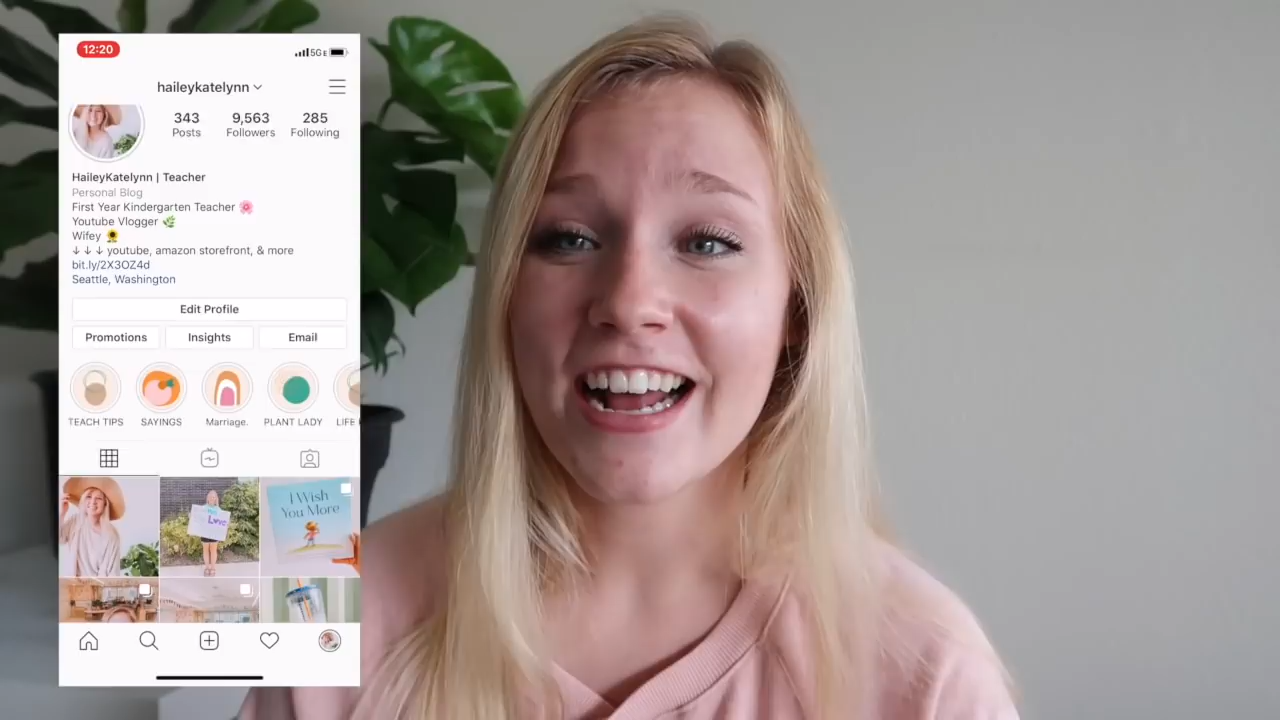 12:20
5G E
haileykatelynn
343 9,563 285
Posts Followers Following
HaileyKatelynn | Teacher
Personal Blog
First Year Kindergarten Teacher 🌸
Youtube Vlogger 🌿
Wifey 🌻
↓ ↓ ↓ youtube, amazon storefront, & more
bit.ly/2X3OZ4d
Seattle, Washington
Edit Profile
Promotions Insights Email
TEACH TIPS SAYINGS Marriage. PLANT LADY LIFE
I Wish
You More
Love